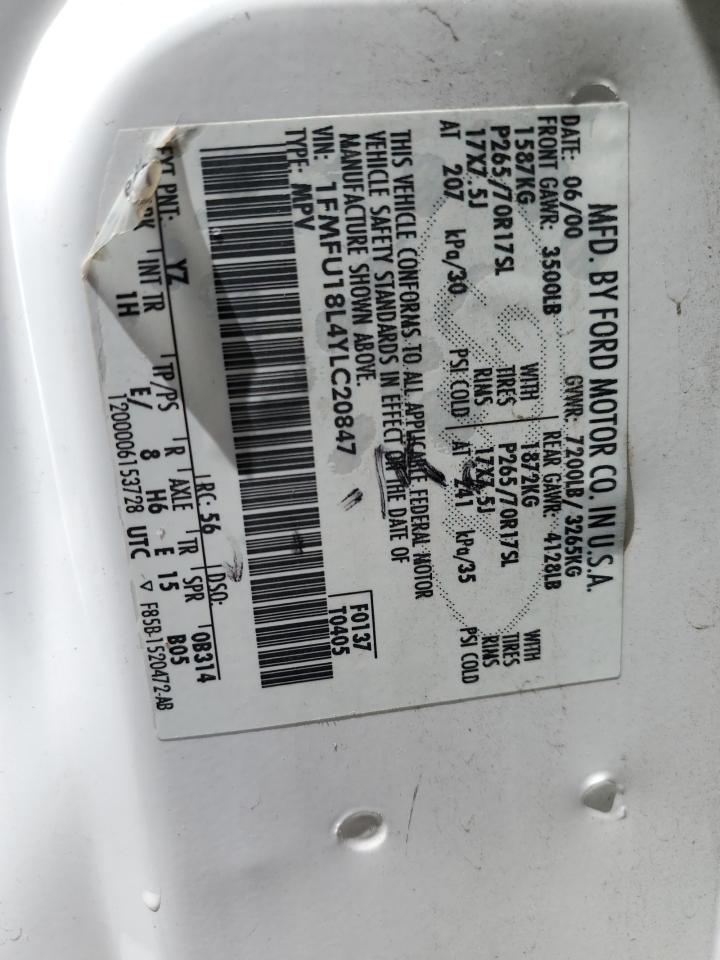 MFD. BY FORD MOTOR CO. IN U.S.A.
DATE: 06/00 GVWR: 7200LB/3265KG
FRONT GAWR: 3500LB REAR GAWR: 4128LB
1587KG WITH 1872KG WITH
P265/70R17SL TIRES P265/70R17SL TIRES
17X7.5J RIMS 17X7.5J RIMS
AT 207 kPa/30 PSI COLD AT 241 kPa/35 PSI COLD
THIS VEHICLE CONFORMS TO ALL APPLICABLE FEDERAL MOTOR
VEHICLE SAFETY STANDARDS IN EFFECT ON THE DATE OF
MANUFACTURE SHOWN ABOVE.
VIN: 1FMFU18L4YLC20847 F0137
TYPE: MPV T0405
EXT PNT: YZ RC: 56 DSO: 0B314
INT TR TP/PS R AXLE TR SPR B05
1H E/ 8 H6 E 15
120000615372​8 UTC ▽ F85B-1520472-AB